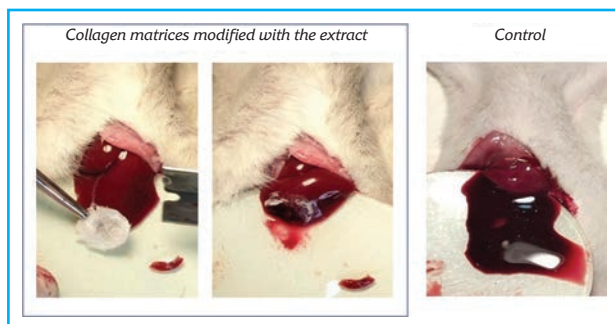 Collagen matrices modified with the extract
Control